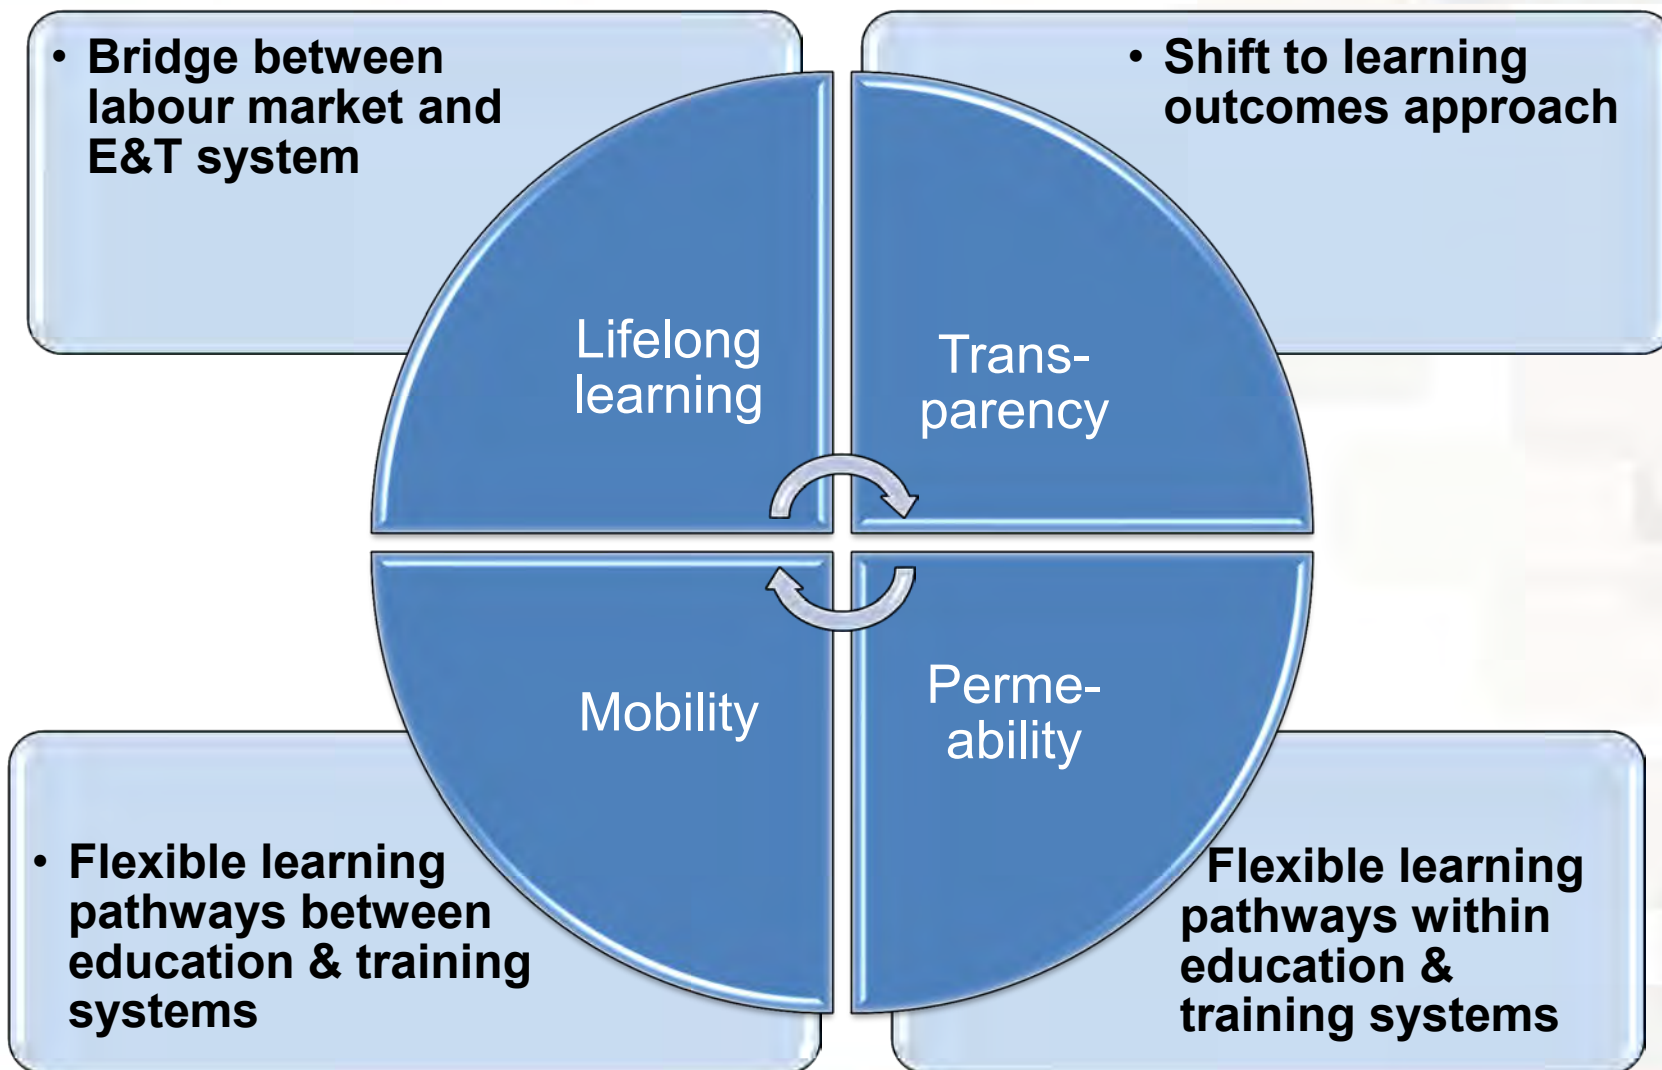 • Bridge between
labour market and
E&T system
• Shift to learning
outcomes approach
Lifelong
learning
Trans-
parency
Mobility
Perme-
ability
• Flexible learning
pathways between
education & training
systems
Flexible learning
pathways within
education &
training systems